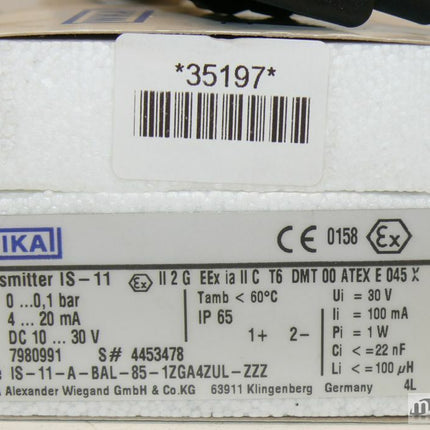 *35197*
IKA
CE 0158 Ex
smitter IS-11 Ex II 2 G EEx ia II C T6 DMT 00 ATEX E 045 X
0 ... 0,1 bar Tamb < 60°C Ui = 30 V
4 ... 20 mA IP 65 Ii = 100 mA
DC 10 ... 30 V 1+ 2- Pi = 1 W
7980991 S# 4453478 Ci <= 22 nF
e IS-11-A-BAL-85-1ZGA4ZUL-ZZZ Li <= 100 µH
Alexander Wiegand GmbH & Co.KG 63911 Klingenberg Germany 4L